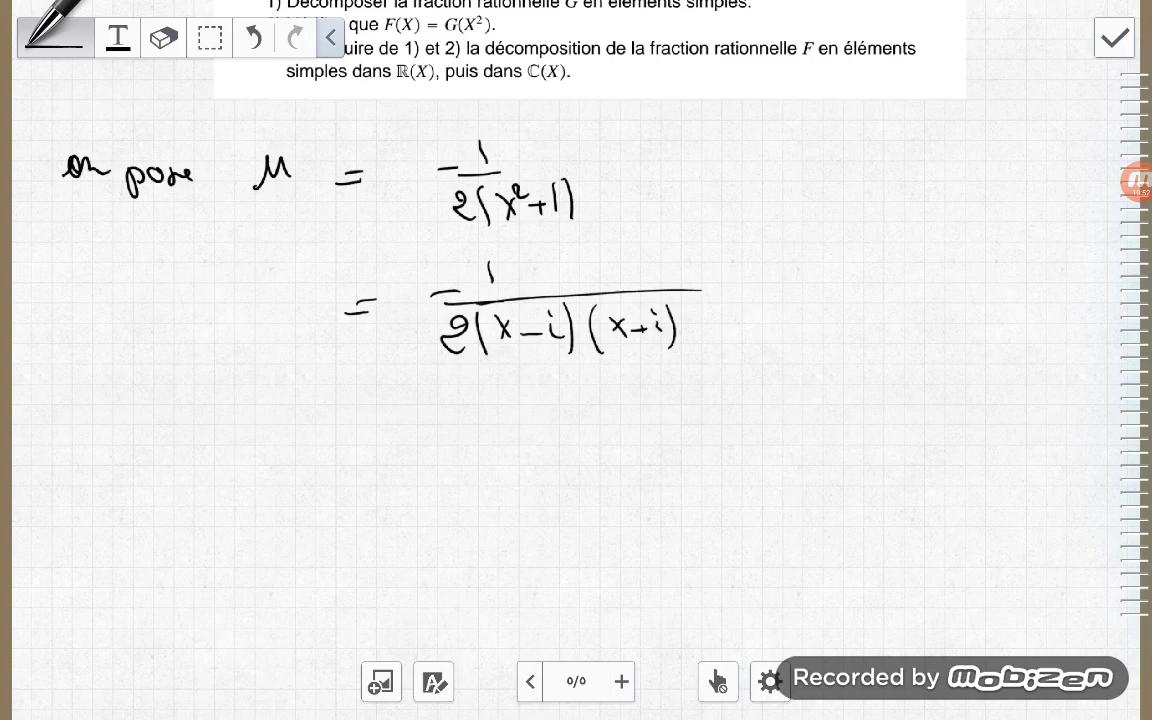 1) Décomposer la fraction rationnelle G en éléments simples.
que F(X) = G(X²).
uire de 1) et 2) la décomposition de la fraction rationnelle F en éléments
simples dans ℝ(X), puis dans ℂ(X).
T
on pose M = -1/2(x²+1)
= -1/2(x-i)(x+i)
10:52
0/0
Recorded by mobizen